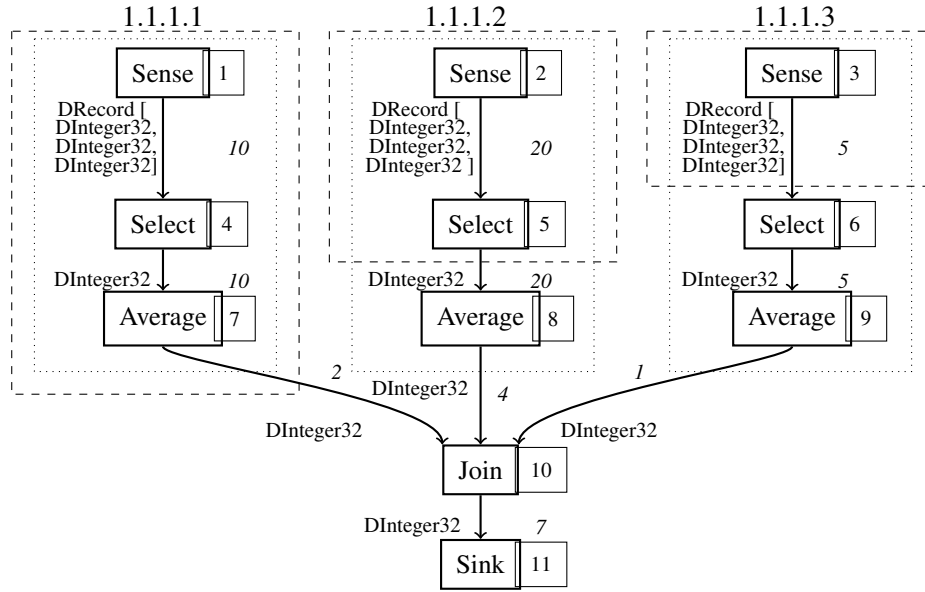 1.1.1.1 1.1.1.2 1.1.1.3
Sense 1 Sense 2 Sense 3
DRecord [ DRecord [ DRecord [
DInteger32, DInteger32, DInteger32,
DInteger32, 10 DInteger32, 20 DInteger32, 5
DInteger32] DInteger32 ] DInteger32]
Select 4 Select 5 Select 6
DInteger32 10 DInteger32 20 DInteger32 5
Average 7 Average 8 Average 9
2 DInteger32 4 1
DInteger32 DInteger32
Join 10
DInteger32 7
Sink 11